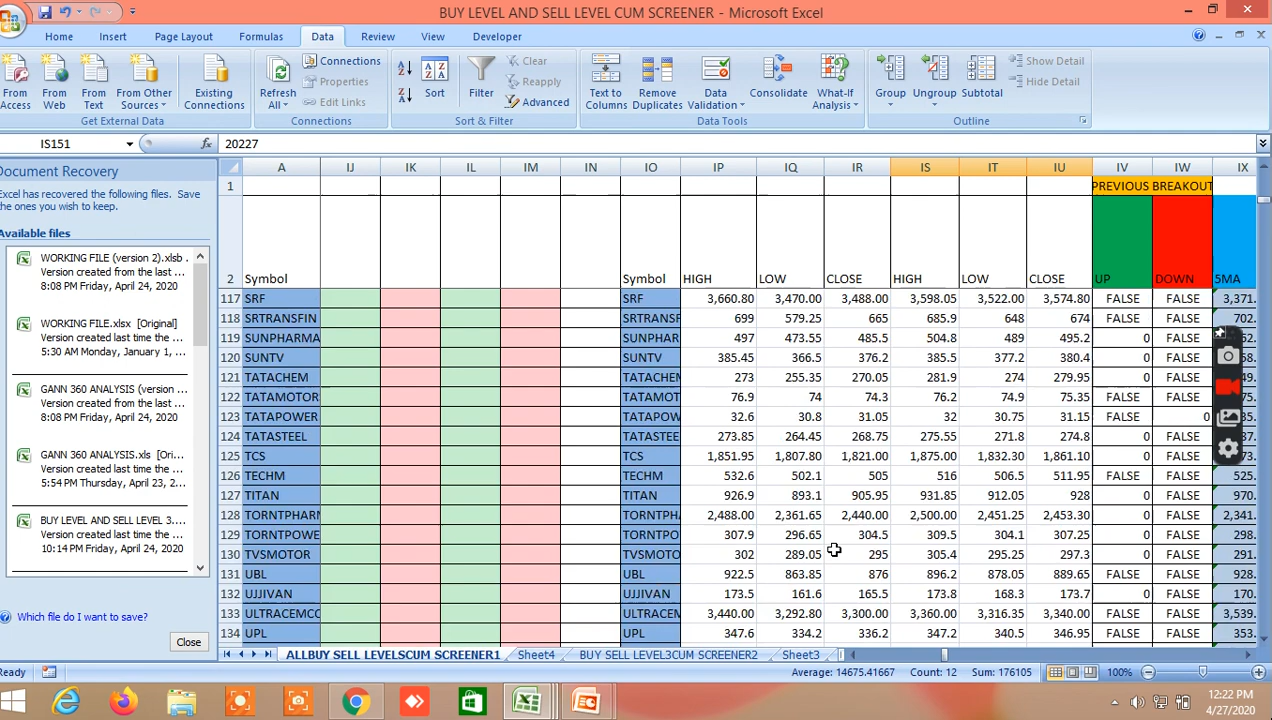 BUY LEVEL AND SELL LEVEL CUM SCREENER - Microsoft Excel
Home Insert Page Layout Formulas Data Review View Developer
From Access
From Web
From Text
From Other Sources
Existing Connections
Get External Data
Refresh All
Connections
Properties
Edit Links
Connections
Sort
Filter
Clear
Reapply
Advanced
Sort & Filter
Text to Columns
Remove Duplicates
Data Validation
Consolidate
What-If Analysis
Data Tools
Group
Ungroup
Subtotal
Show Detail
Hide Detail
Outline
IS151 fx 20227
Document Recovery
Excel has recovered the following files. Save the ones you wish to keep.
Available files
WORKING FILE (version 2).xlsb ...
Version created from the last ...
8:08 PM Friday, April 24, 2020
WORKING FILE.xlsx [Original]
Version created last time the ...
5:30 AM Monday, January 1, ...
GANN 360 ANALYSIS (version ...
Version created from the last ...
8:08 PM Friday, April 24, 2020
GANN 360 ANALYSIS.xls [Ori...
Version created last time the ...
5:54 PM Thursday, April 23, 2...
BUY LEVEL AND SELL LEVEL 3....
Version created last time the ...
10:14 PM Friday, April 24, 2020
Which file do I want to save?
Close
A IJ IK IL IM IN IO IP IQ IR IS IT IU IV IW IX
1 PREVIOUS BREAKOUT
2 Symbol Symbol HIGH LOW CLOSE HIGH LOW CLOSE UP DOWN 5MA
117 SRF SRF 3,660.80 3,470.00 3,488.00 3,598.05 3,522.00 3,574.80 FALSE FALSE 3,371.
118 SRTRANSFIN SRTRANSF 699 579.25 665 685.9 648 674 FALSE FALSE 702.
119 SUNPHARMA SUNPHAR 497 473.55 485.5 504.8 489 495.2 0 FALSE
120 SUNTV SUNTV 385.45 366.5 376.2 385.5 377.2 380.4 0 FALSE
121 TATACHEM TATACHEN 273 255.35 270.05 281.9 274 279.95 0 FALSE
122 TATAMOTOR TATAMOT 76.9 74 74.3 76.2 74.9 75.35 FALSE FALSE
123 TATAPOWER TATAPOW 32.6 30.8 31.05 32 30.75 31.15 FALSE 0
124 TATASTEEL TATASTEE 273.85 264.45 268.75 275.55 271.8 274.8 0 FALSE
125 TCS TCS 1,851.95 1,807.80 1,821.00 1,875.00 1,832.30 1,861.10 0 FALSE
126 TECHM TECHM 532.6 502.1 505 516 506.5 511.95 FALSE FALSE 525.
127 TITAN TITAN 926.9 893.1 905.95 931.85 912.05 928 0 FALSE 970.
128 TORNTPHARN TORNTPHA 2,488.00 2,361.65 2,440.00 2,500.00 2,451.25 2,453.30 0 FALSE 2,341.
129 TORNTPOWE TORNTPO 307.9 296.65 304.5 309.5 304.1 307.25 0 FALSE 298.
130 TVSMOTOR TVSMOTO 302 289.05 295 305.4 295.25 297.3 0 FALSE 291.
131 UBL UBL 922.5 863.85 876 896.2 878.05 889.65 FALSE FALSE 928.
132 UJJIVAN UJJIVAN 173.5 161.6 165.5 173.8 168.3 173.7 0 FALSE 170.
133 ULTRACEMCO ULTRACEM 3,440.00 3,292.80 3,300.00 3,360.00 3,316.35 3,340.00 FALSE FALSE 3,539.
134 UPL UPL 347.6 334.2 336.2 347.2 340.5 346.95 FALSE FALSE 353.
ALLBUY SELL LEVELSCUM SCREENER1 Sheet4 BUY SELL LEVEL3CUM SCREENER2 Sheet3
Ready Average: 14675.41667 Count: 12 Sum: 176105 100%
12:22 PM
4/27/2020